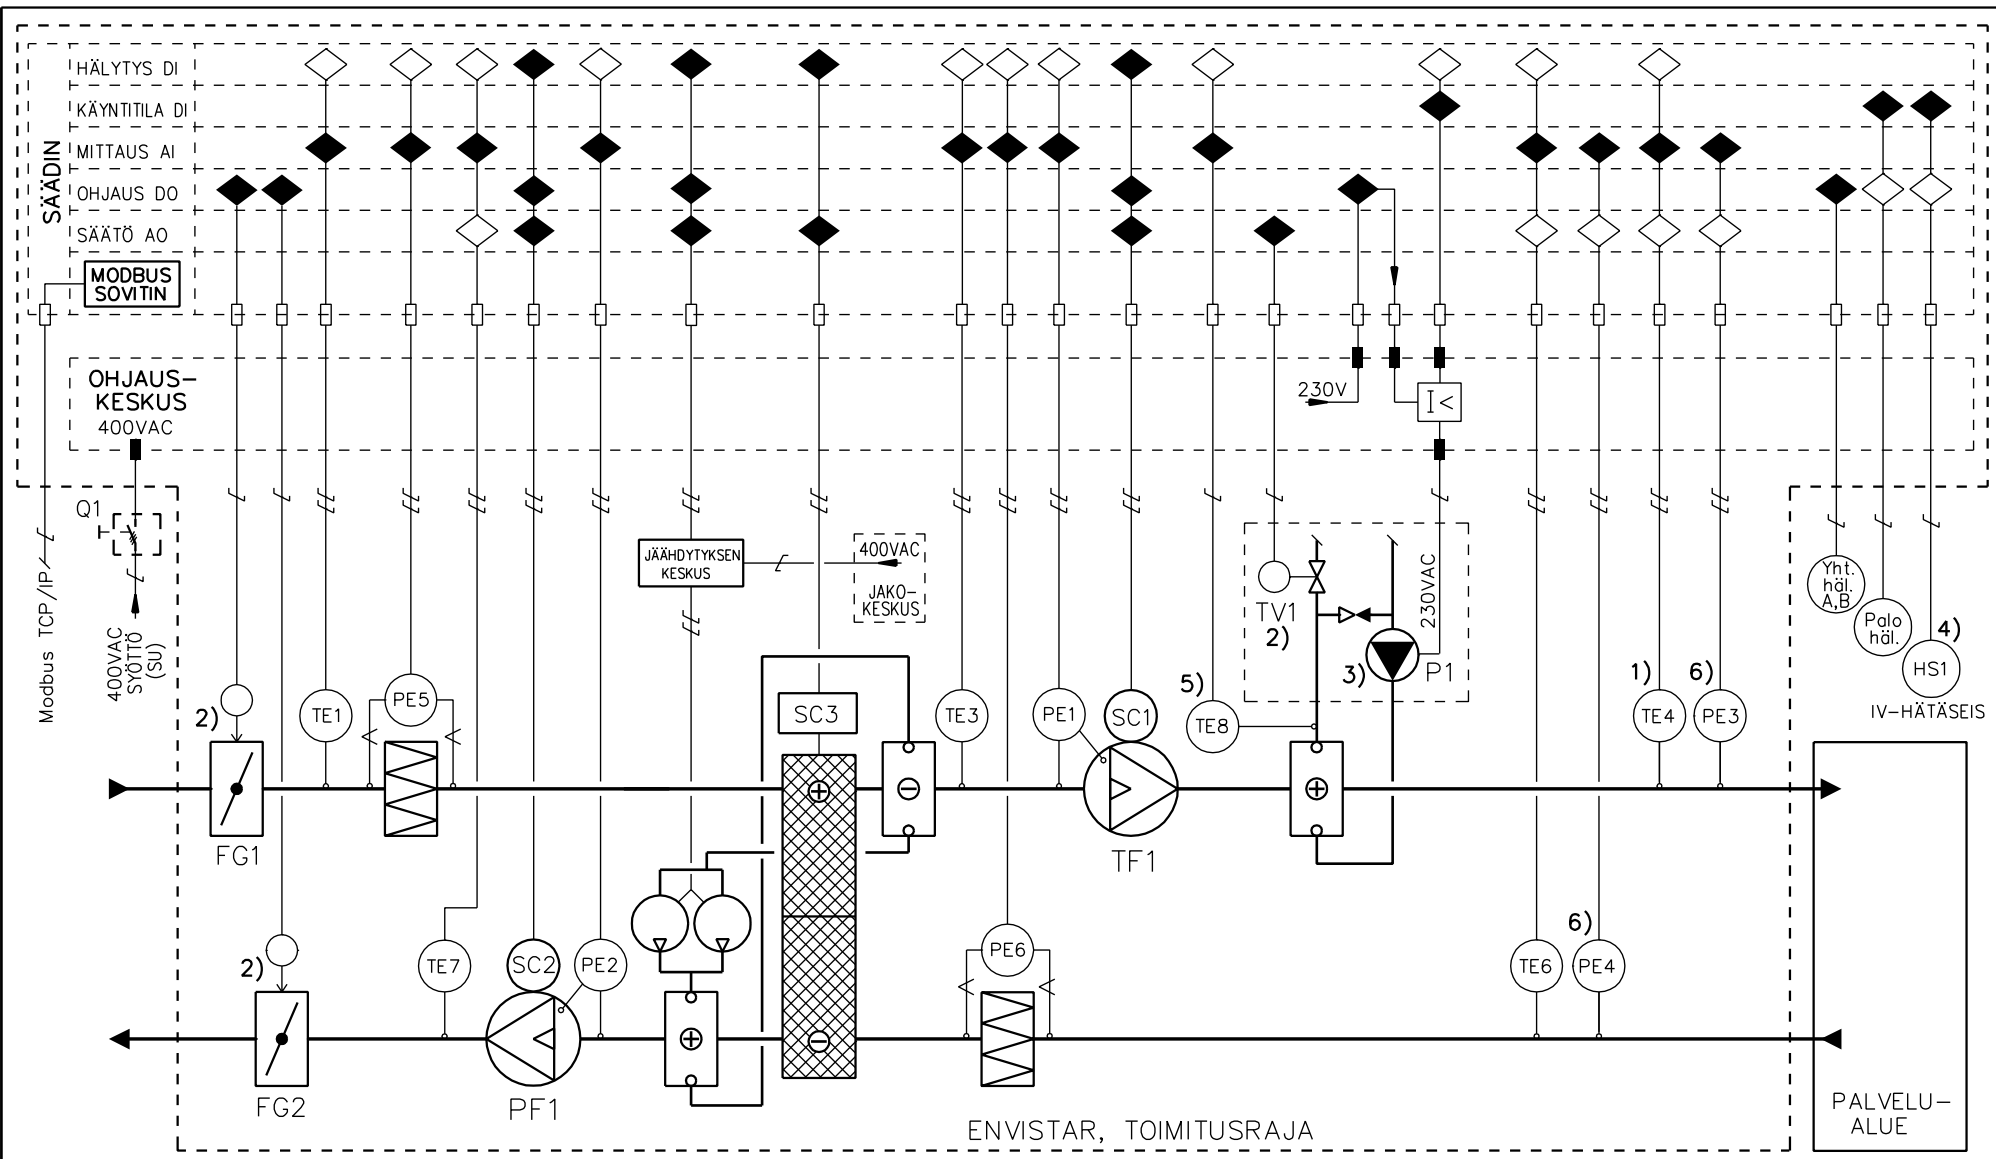 SÄÄDIN
HÄLYTYS DI
KÄYNTITILA DI
MITTAUS AI
OHJAUS DO
SÄÄTÖ AO
MODBUS
SOVITIN
OHJAUS-
KESKUS
400VAC
230V
I<
Q1
Modbus TCP/IP/
400VAC
SYÖTTÖ
(SU)
JÄÄHDYTYKSEN
KESKUS
400VAC
JAKO-
KESKUS
TV1
2)
230VAC
3)
P1
Yht.
häl.
A,B
Palo
häl.
4)
HS1
IV-HÄTÄSEIS
2)
TE1
PE5
SC3
TE3
PE1
SC1
5)
TE8
1)
TE4
6)
PE3
FG1
TF1
2)
TE7
SC2
PE2
PE6
TE6
6)
PE4
FG2
PF1
ENVISTAR, TOIMITUSRAJA
PALVELU-
ALUE